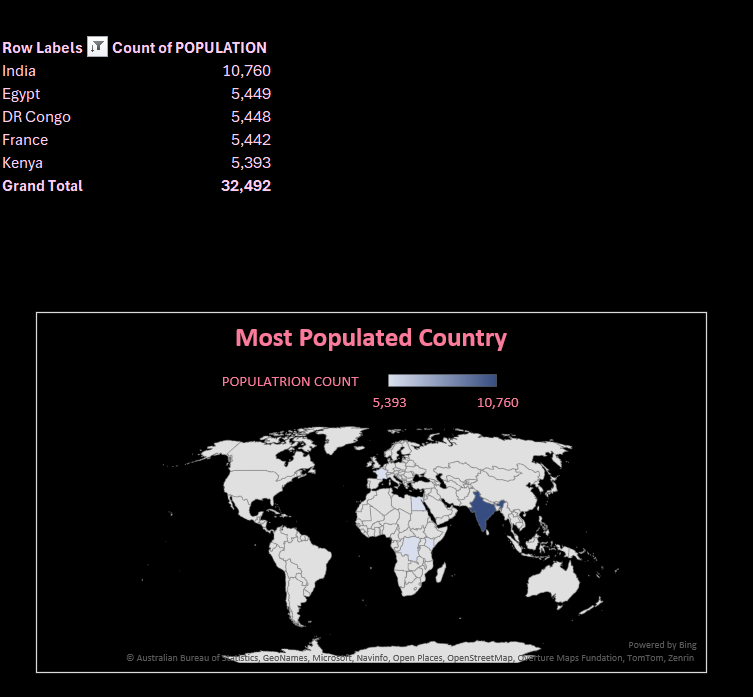 Row Labels Count of POPULATION
India 10,760
Egypt 5,449
DR Congo 5,448
France 5,442
Kenya 5,393
Grand Total 32,492
Most Populated Country
POPULATRION COUNT
5,393 10,760
Powered by Bing
© Australian Bureau of Statistics, GeoNames, Microsoft, Navinfo, Open Places, OpenStreetMap, Overture Maps Fundation, TomTom, Zenrin